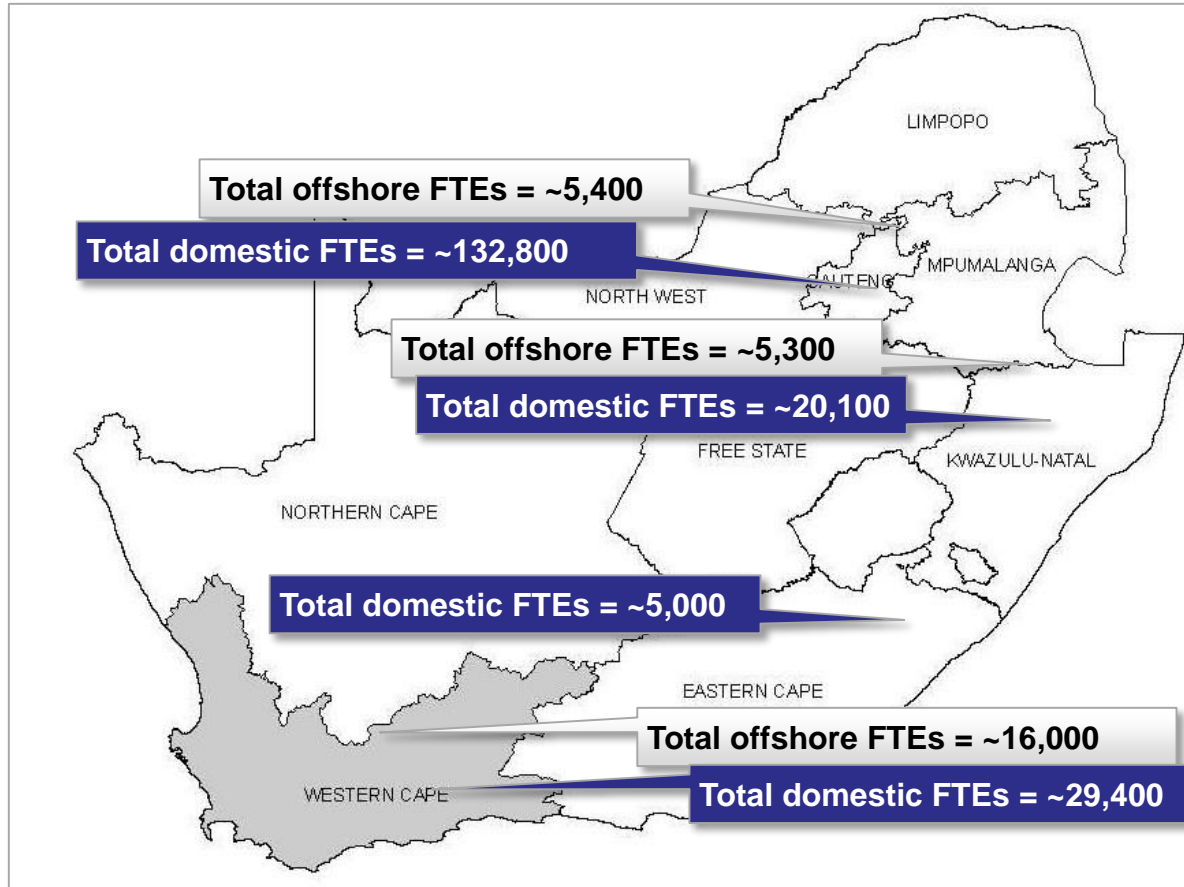 LIMPOPO
Total offshore FTEs = ~5,400
Total domestic FTEs = ~132,800
MPUMALANGA
GAUTENG
NORTH WEST
Total offshore FTEs = ~5,300
Total domestic FTEs = ~20,100
FREE STATE
KWAZULU-NATAL
NORTHERN CAPE
Total domestic FTEs = ~5,000
EASTERN CAPE
Total offshore FTEs = ~16,000
WESTERN CAPE
Total domestic FTEs = ~29,400